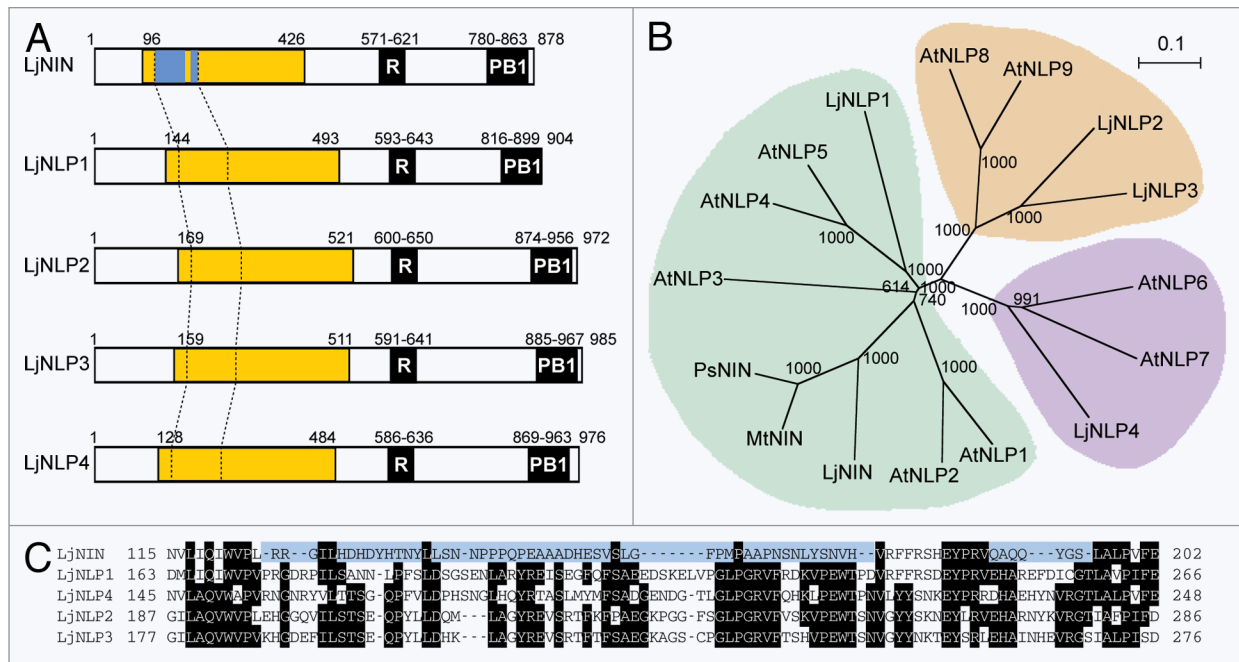 A
1 96 426 571-621 780-863 878
LjNIN R PB1
1 144 493 593-643 816-899 904
LjNLP1 R PB1
1 169 521 600-650 874-956 972
LjNLP2 R PB1
1 159 511 591-641 885-967 985
LjNLP3 R PB1
1 128 484 586-636 869-963 976
LjNLP4 R PB1
B
0.1
AtNLP8
AtNLP9
LjNLP2
LjNLP3
1000
1000
1000
LjNLP1
AtNLP5
AtNLP4
1000
AtNLP3
1000
614
1000
740
1000
991
AtNLP6
AtNLP7
LjNLP4
PsNIN
1000
1000
1000
MtNIN
LjNIN
AtNLP2
AtNLP1
C
LjNIN 115 NVLIQIWVPL-RR--GILHDHDYHTNYLLSN-NPPPQPEAAADHESVSLG-------FPMPAAPNSNLYSNVH--VRFFRSHEYPRVQAQQ---YGS-LALPVFE 202
LjNLP1 163 DMLIQIWVPVPRGDRPILSANN-LPFSLDSGSENLARYREISEGFQFSAEEDSKELVPGLPGRVFRDKVPEWTPDVRFFRSDEYPRVEHAREFDICGTLAVPIFE 266
LjNLP4 145 NVLAQVWAPVRNGNRYVLTTSG-QPFVLDPHSNGLHQYRTASLMYMFSADGENDG-TLGLPGRVFQHKLPEWTPNVLYYSNKEYPRRDHAEHYNVRGTLALPVFE 248
LjNLP2 187 GILAQVWVPLEHGGQVILSTSE-QPYLLDQM---LAGYREVSRTFKFPAEGKPGG-FSGLPGRVFVSKVPEWTSNVGYYSNKEYLRVEHARNYKVRGTIAFPIFD 286
LjNLP3 177 GILAQVWVPVKHGDEFILSTSE-QPYLLDHK---LAGYREVSRTFTFSAEGKAGS-CPGLPGRVFTSHVPEWTSNVGYYNKTEYSRLEHAINHEVRGSIALPISD 276